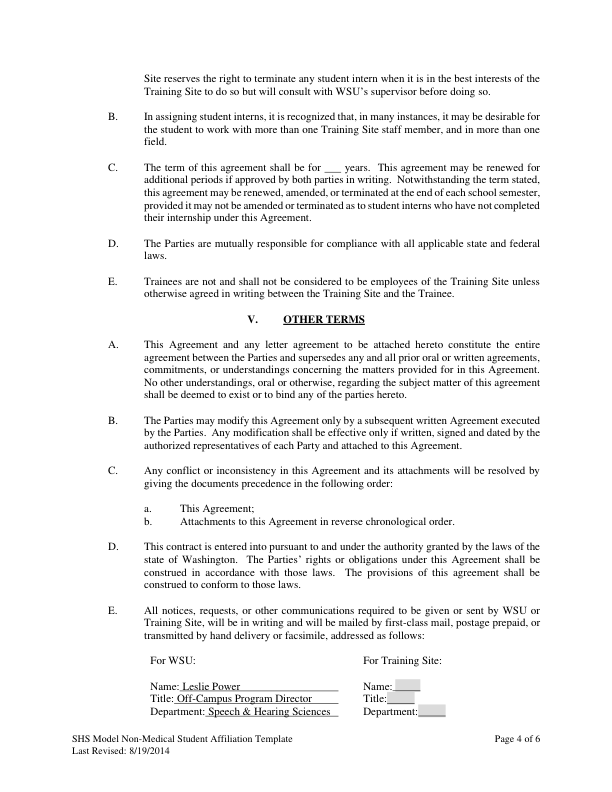 Site reserves the right to terminate any student intern when it is in the best interests of the
Training Site to do so but will consult with WSU's supervisor before doing so.
B. In assigning student interns, it is recognized that, in many instances, it may be desirable for
the student to work with more than one Training Site staff member, and in more than one
field.
C. The term of this agreement shall be for ___ years. This agreement may be renewed for
additional periods if approved by both parties in writing. Notwithstanding the term stated,
this agreement may be renewed, amended, or terminated at the end of each school semester,
provided it may not be amended or terminated as to student interns who have not completed
their internship under this Agreement.
D. The Parties are mutually responsible for compliance with all applicable state and federal
laws.
E. Trainees are not and shall not be considered to be employees of the Training Site unless
otherwise agreed in writing between the Training Site and the Trainee.
V. OTHER TERMS
A. This Agreement and any letter agreement to be attached hereto constitute the entire
agreement between the Parties and supersedes any and all prior oral or written agreements,
commitments, or understandings concerning the matters provided for in this Agreement.
No other understandings, oral or otherwise, regarding the subject matter of this agreement
shall be deemed to exist or to bind any of the parties hereto.
B. The Parties may modify this Agreement only by a subsequent written Agreement executed
by the Parties. Any modification shall be effective only if written, signed and dated by the
authorized representatives of each Party and attached to this Agreement.
C. Any conflict or inconsistency in this Agreement and its attachments will be resolved by
giving the documents precedence in the following order:
a. This Agreement;
b. Attachments to this Agreement in reverse chronological order.
D. This contract is entered into pursuant to and under the authority granted by the laws of the
state of Washington. The Parties' rights or obligations under this Agreement shall be
construed in accordance with those laws. The provisions of this agreement shall be
construed to conform to those laws.
E. All notices, requests, or other communications required to be given or sent by WSU or
Training Site, will be in writing and will be mailed by first-class mail, postage prepaid, or
transmitted by hand delivery or facsimile, addressed as follows:
For WSU: For Training Site:
Name: Leslie Power Name: _____
Title: Off-Campus Program Director Title:_____
Department: Speech & Hearing Sciences Department:_____
SHS Model Non-Medical Student Affiliation Template Page 4 of 6
Last Revised: 8/19/2014